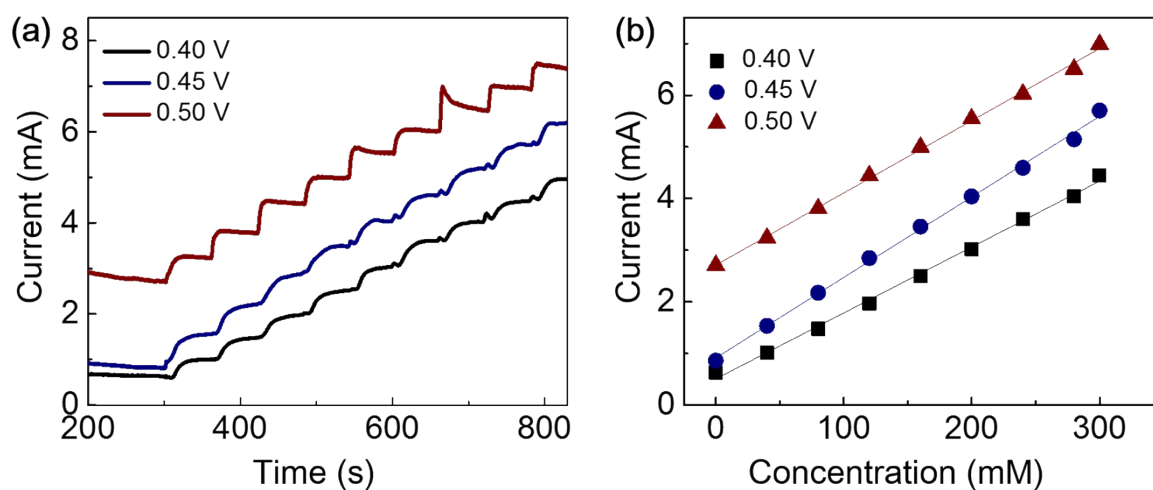 (a)
0.40 V
0.45 V
0.50 V
Current (mA)
8
6
4
2
0
200
400
600
800
Time (s)
(b)
0.40 V
0.45 V
0.50 V
Current (mA)
6
4
2
0
0
100
200
300
Concentration (mM)